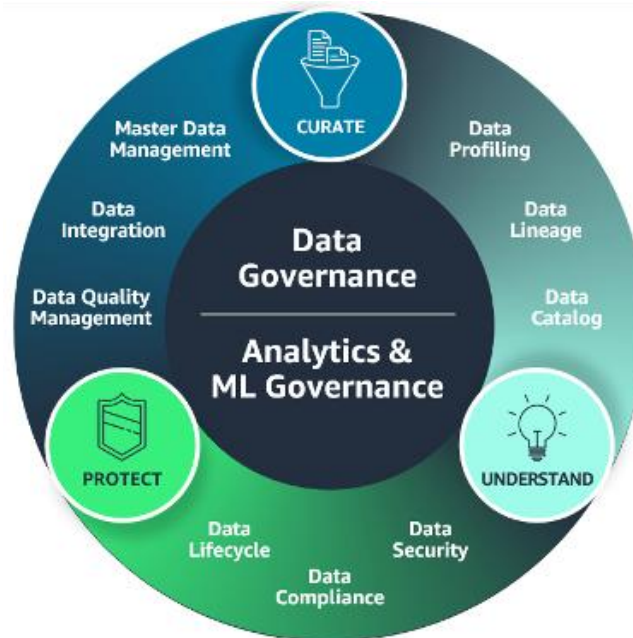 CURATE
Master Data
Management
Data
Integration
Data Quality
Management
Data
Profiling
Data
Lineage
Data
Catalog
Data
Governance
Analytics &
ML Governance
PROTECT
UNDERSTAND
Data
Lifecycle
Data
Compliance
Data
Security